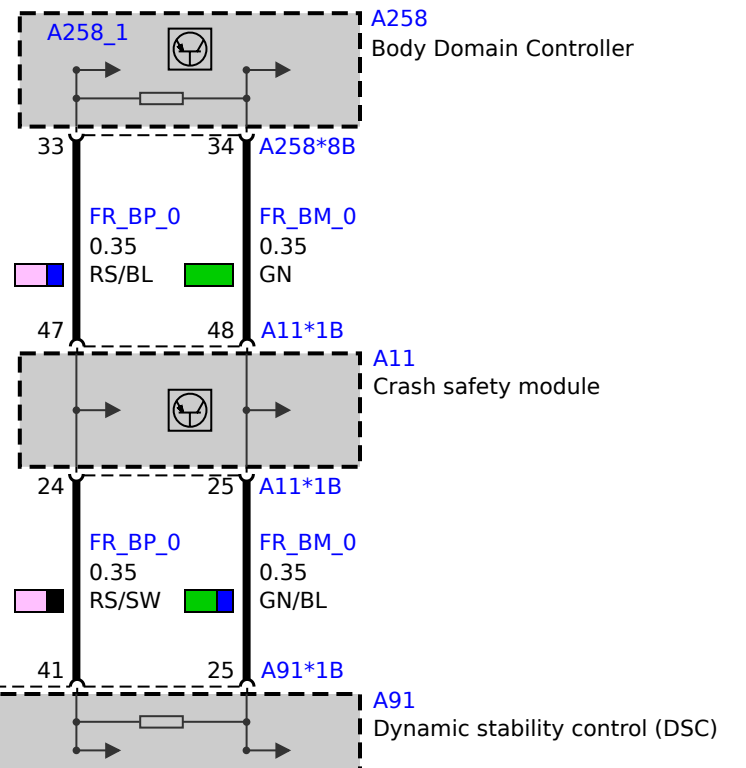 A258_1
A258
Body Domain Controller
33
34
A258*8B
FR_BP_0
0.35
RS/BL
FR_BM_0
0.35
GN
47
48
A11*1B
A11
Crash safety module
24
25
A11*1B
FR_BP_0
0.35
RS/SW
FR_BM_0
0.35
GN/BL
41
25
A91*1B
A91
Dynamic stability control (DSC)